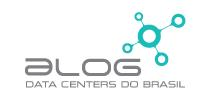 aLOG
DATA CENTERS DO BRASIL